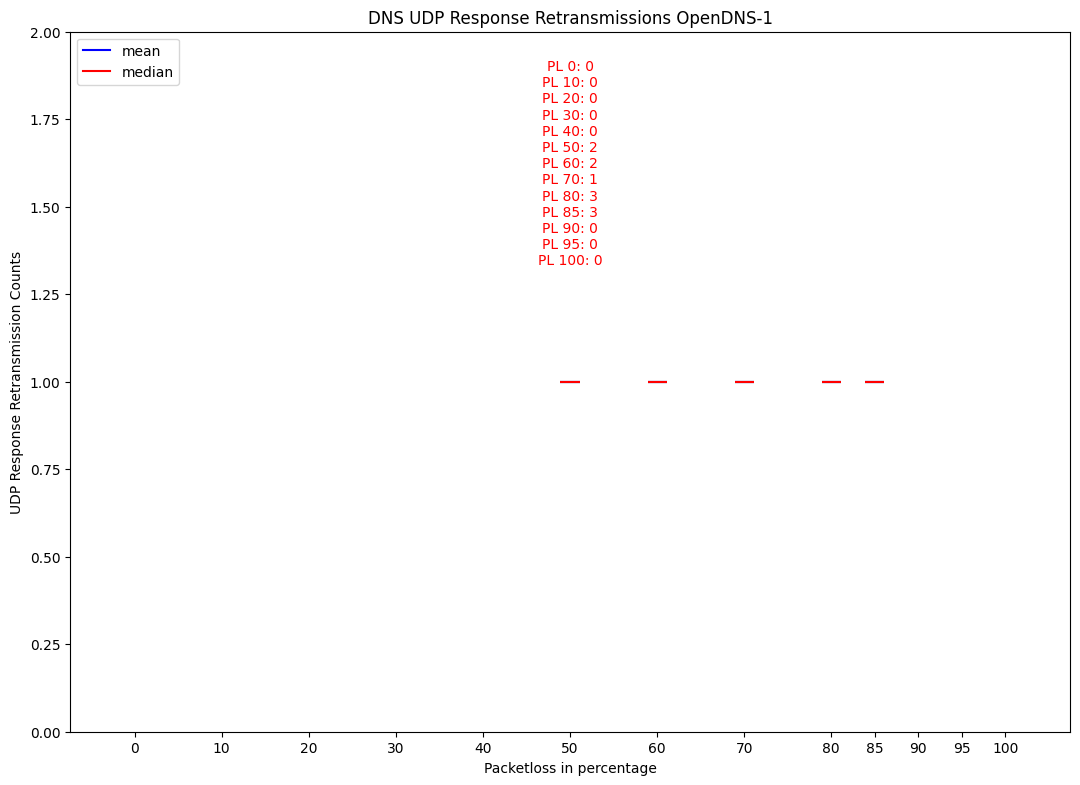 DNS UDP Response Retransmissions OpenDNS-1
mean
median
PL 0: 0
PL 10: 0
PL 20: 0
PL 30: 0
PL 40: 0
PL 50: 2
PL 60: 2
PL 70: 1
PL 80: 3
PL 85: 3
PL 90: 0
PL 95: 0
PL 100: 0
UDP Response Retransmission Counts
2.00
1.75
1.50
1.25
1.00
0.75
0.50
0.25
0.00
0 10 20 30 40 50 60 70 80 85 90 95 100
Packetloss in percentage